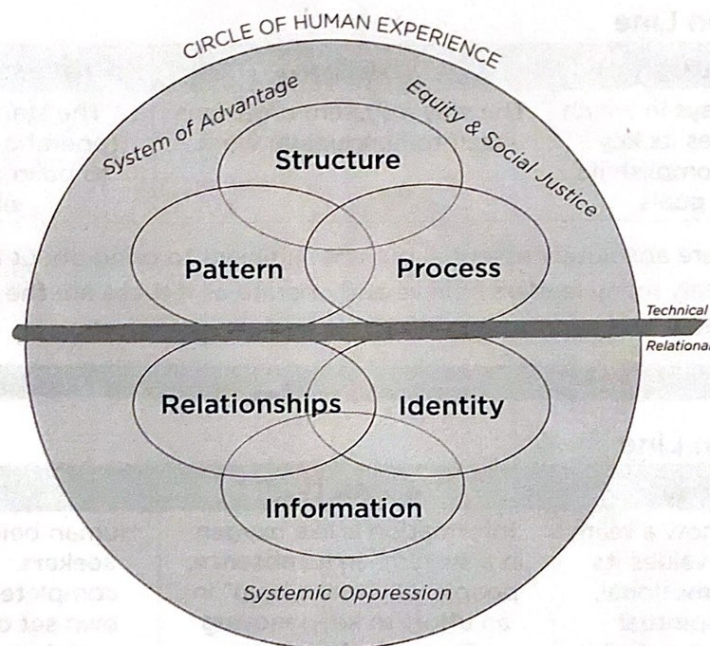 CIRCLE OF HUMAN EXPERIENCE
System of Advantage
Equity & Social Justice
Structure
Pattern
Process
Technical
Relational
Relationships
Identity
Information
Systemic Oppression